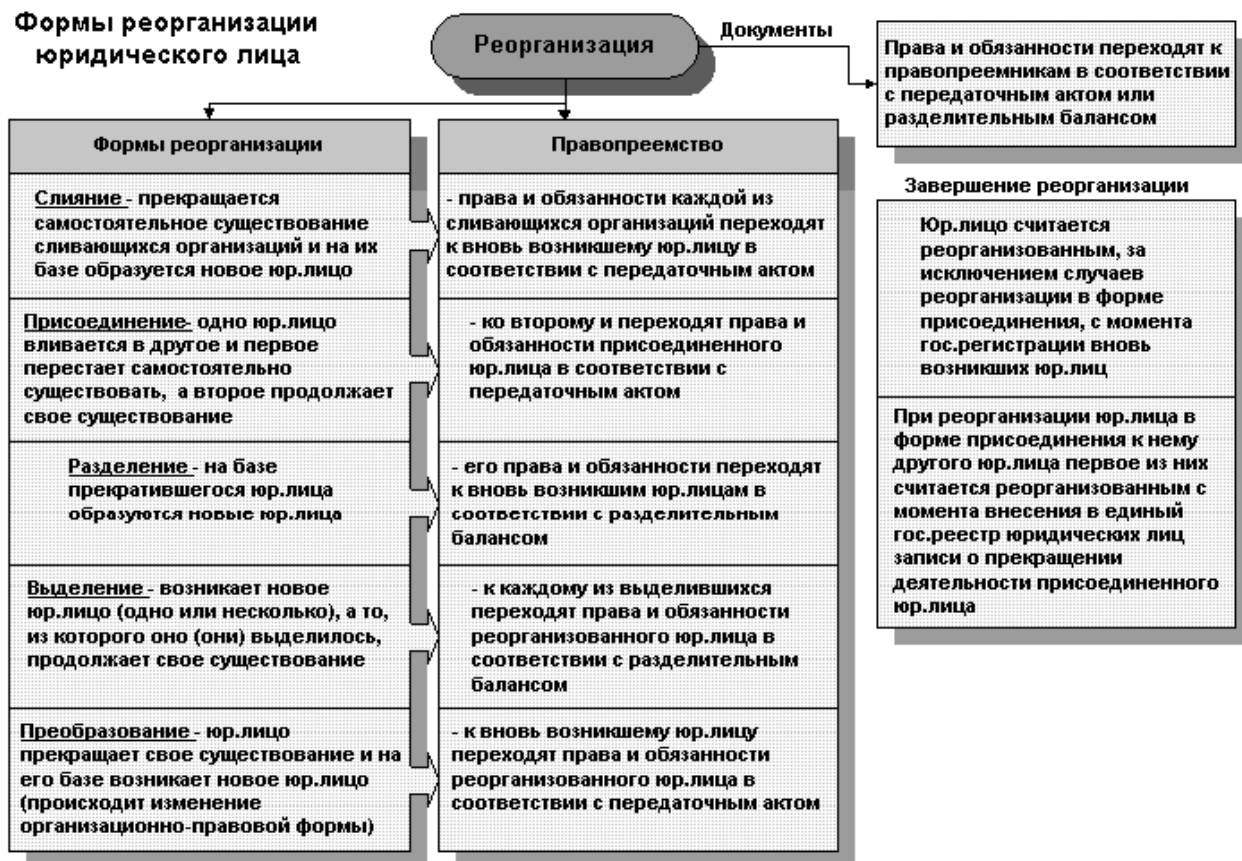 Формы реорганизации
юридического лица
Реорганизация
Документы
Права и обязанности переходят к
правопреемникам в соответствии
с передаточным актом или
разделительным балансом
Формы реорганизации
Правопреемство
Слияние - прекращается
самостоятельное существование
сливающихся организаций и на их
базе образуется новое юр.лицо
- права и обязанности каждой из
сливающихся организаций переходят
к вновь возникшему юр.лицу в
соответствии с передаточным актом
Присоединение- одно юр.лицо
вливается в другое и первое
перестает самостоятельно
существовать, а второе продолжает
свое существование
- ко второму и переходят права и
обязанности присоединенного
юр.лица в соответствии с
передаточным актом
Разделение - на базе
прекратившегося юр.лица
образуются новые юр.лица
- его права и обязанности переходят
к вновь возникшим юр.лицам в
соответствии с разделительным
балансом
Выделение - возникает новое
юр.лицо (одно или несколько), а то,
из которого оно (они) выделилось,
продолжает свое существование
- к каждому из выделившихся
переходят права и обязанности
реорганизованного юр.лица в
соответствии с разделительным
балансом
Преобразование - юр.лицо
прекращает свое существование и на
его базе возникает новое юр.лицо
(происходит изменение
организационно-правовой формы)
- к вновь возникшему юр.лицу
переходят права и обязанности
реорганизованного юр.лица в
соответствии с передаточным актом
Завершение реорганизации
Юр.лицо считается
реорганизованным, за
исключением случаев
реорганизации в форме
присоединения, с момента
гос.регистрации вновь
возникших юр.лиц
При реорганизации юр.лица в
форме присоединения к нему
другого юр.лица первое из них
считается реорганизованным с
момента внесения в единый
гос.реестр юридических лиц
записи о прекращении
деятельности присоединенного
юр.лица